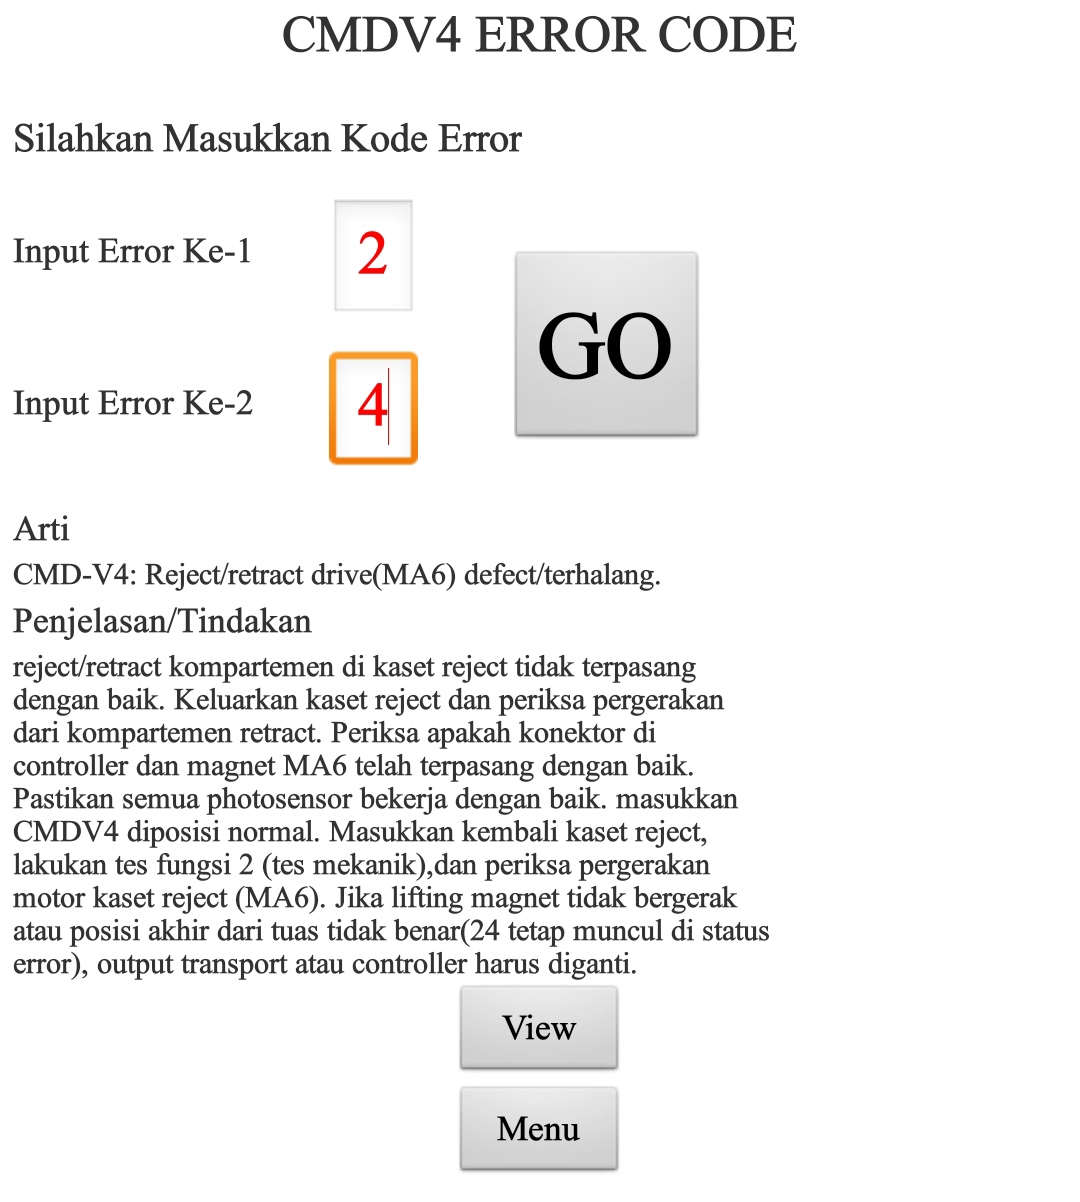 CMDV4 ERROR CODE
Silahkan Masukkan Kode Error
Input Error Ke-1
2
GO
Input Error Ke-2
4
Arti
CMD-V4: Reject/retract drive(MA6) defect/terhalang.
Penjelasan/Tindakan
reject/retract kompartemen di kaset reject tidak terpasang
dengan baik. Keluarkan kaset reject dan periksa pergerakan
dari kompartemen retract. Periksa apakah konektor di
controller dan magnet MA6 telah terpasang dengan baik.
Pastikan semua photosensor bekerja dengan baik. masukkan
CMDV4 diposisi normal. Masukkan kembali kaset reject,
lakukan tes fungsi 2 (tes mekanik),dan periksa pergerakan
motor kaset reject (MA6). Jika lifting magnet tidak bergerak
atau posisi akhir dari tuas tidak benar(24 tetap muncul di status
error), output transport atau controller harus diganti.
View
Menu